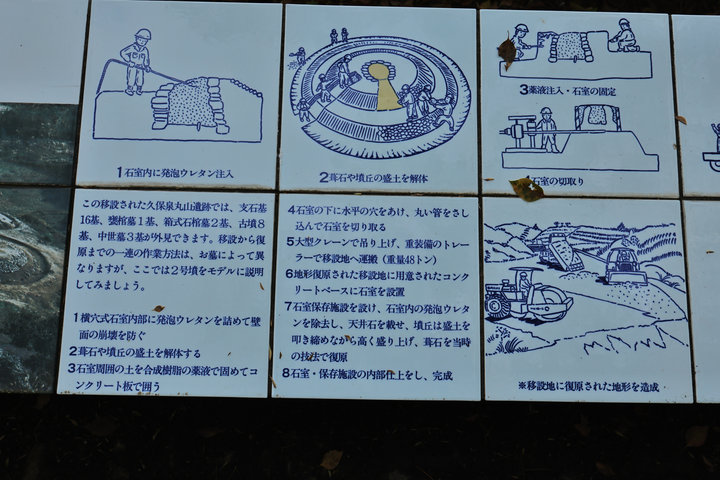 1石室内に発泡ウレタン注入
2葺石や墳丘の盛土を解体
3薬液注入・石室の固定
石室の切取り
この移設された久保泉丸山遺跡では、支石墓
16基、甕棺墓1基、箱式石棺墓2基、古墳8
基、中世墓3基が外見できます。移設から復
原までの一連の作業方法は、お墓によって異
なりますが、ここでは2号墳をモデルに説明
してみましょう。
1横穴式石室内部に発泡ウレタンを詰めて壁
面の崩壊を防ぐ
2葺石や墳丘の盛土を解体する
3石室周囲の土を合成樹脂の薬液で固めてコ
ンクリート板で囲う
4石室の下に水平の穴をあけ、丸い管をさし
込んで石室を切り取る
5大型クレーンで吊り上げ、重装備のトレー
ラーで移設地へ運搬（重量48トン）
6地形復原された移設地に用意されたコンク
リートベースに石室を設置
7石室保存施設を設け、石室内の発泡ウレタ
ンを除去し、天井石を載せ、墳丘は盛土を
叩き締めながら高く盛り上げ、葺石を当時
の技法で復原
8石室・保存施設の内部仕上をし、完成
※移設地に復原された地形を造成